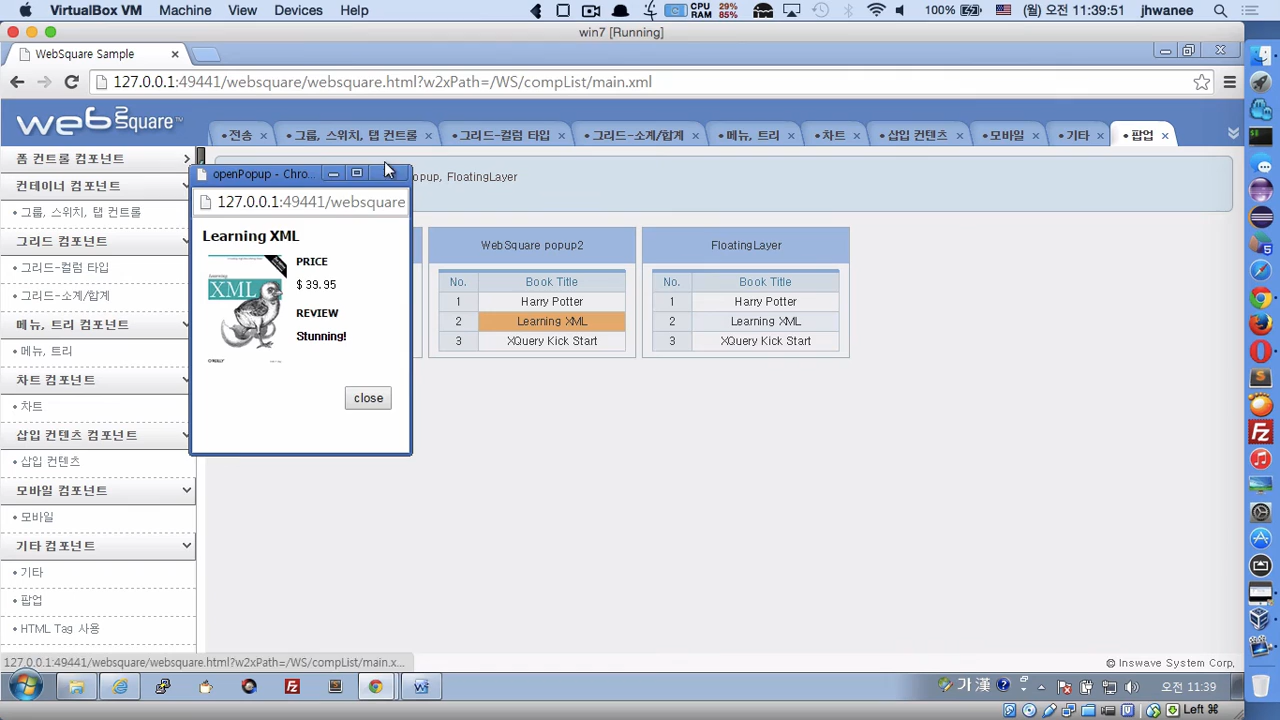 VirtualBox VM Machine View Devices Help
CPU 29%
RAM 85%
100% (월) 오전 11:39:51 jhwanee
win7 [Running]
WebSquare Sample
127.0.0.1:49441/websquare/websquare.html?w2xPath=/WS/compList/main.xml
websquare™
• 전송 • 그룹, 스위치, 탭 컨트롤 • 그리드-컬럼 타입 • 그리드-소계/합계 • 메뉴, 트리 • 차트 • 삽입 컨텐츠 • 모바일 • 기타 • 팝업
폼 컨트롤 컴포넌트
컨테이너 컴포넌트
• 그룹, 스위치, 탭 컨트롤
그리드 컴포넌트
• 그리드-컬럼 타입
• 그리드-소계/합계
메뉴, 트리 컴포넌트
• 메뉴, 트리
차트 컴포넌트
• 차트
삽입 컨텐츠 컴포넌트
• 삽입 컨텐츠
모바일 컴포넌트
• 모바일
기타 컴포넌트
• 기타
• 팝업
• HTML Tag 사용
opup, FloatingLayer
openPopup - Chro...
127.0.0.1:49441/websquare
Learning XML
Learning
XML
O'REILLY
PRICE
$ 39.95
REVIEW
Stunning!
close
WebSquare popup2
No. Book Title
1 Harry Potter
2 Learning XML
3 XQuery Kick Start
FloatingLayer
No. Book Title
1 Harry Potter
2 Learning XML
3 XQuery Kick Start
127.0.0.1:49441/websquare/websquare.html?w2xPath=/WS/compList/main.x...
© Inswave System Corp,
가 漢 오전 11:39
Left ⌘